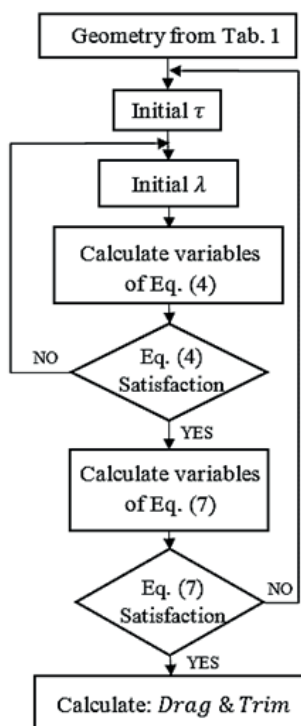 Geometry from Tab. 1
Initial τ
Initial λ
Calculate variables
of Eq. (4)
NO
Eq. (4)
Satisfaction
YES
Calculate variables
of Eq. (7)
Eq. (7)
NO
Satisfaction
YES
Calculate: Drag & Trim